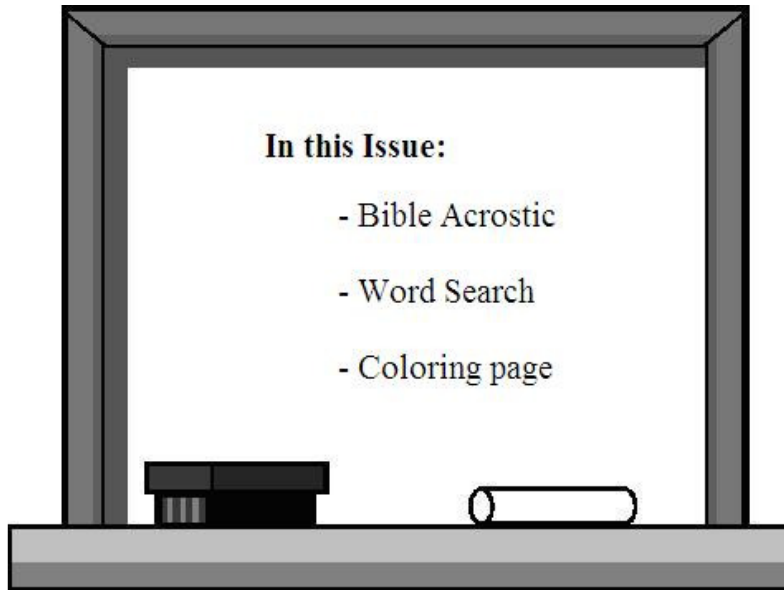 In this Issue:
- Bible Acrostic
- Word Search
- Coloring page